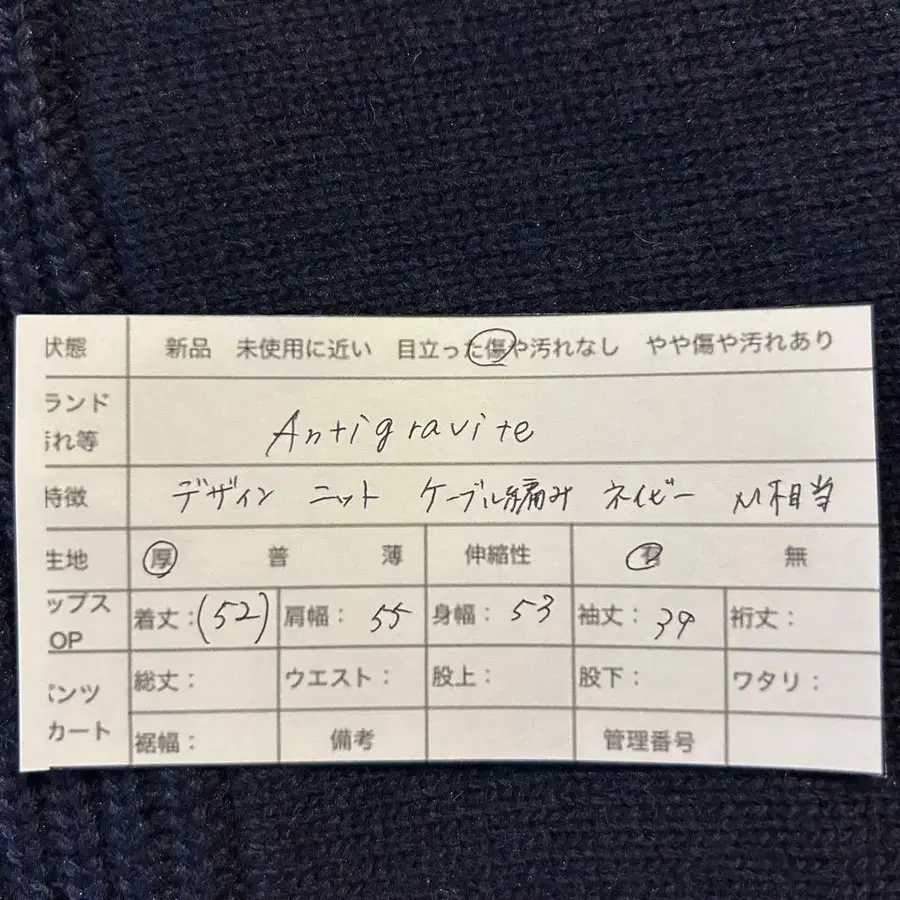 状態 新品 未使用に近い 目立った傷や汚れなし やや傷や汚れあり
ランド
汚れ等 Antigravite
特徴 デザイン ニット ケーブル編み ネイビー M相当
生地 厚 普 薄 伸縮性 有 無
ップス
OP 着丈:(52) 肩幅: 55 身幅: 53 袖丈: 39 裄丈:
ンツ
カート 総丈: ウエスト: 股上: 股下: ワタリ:
裾幅: 備考 管理番号